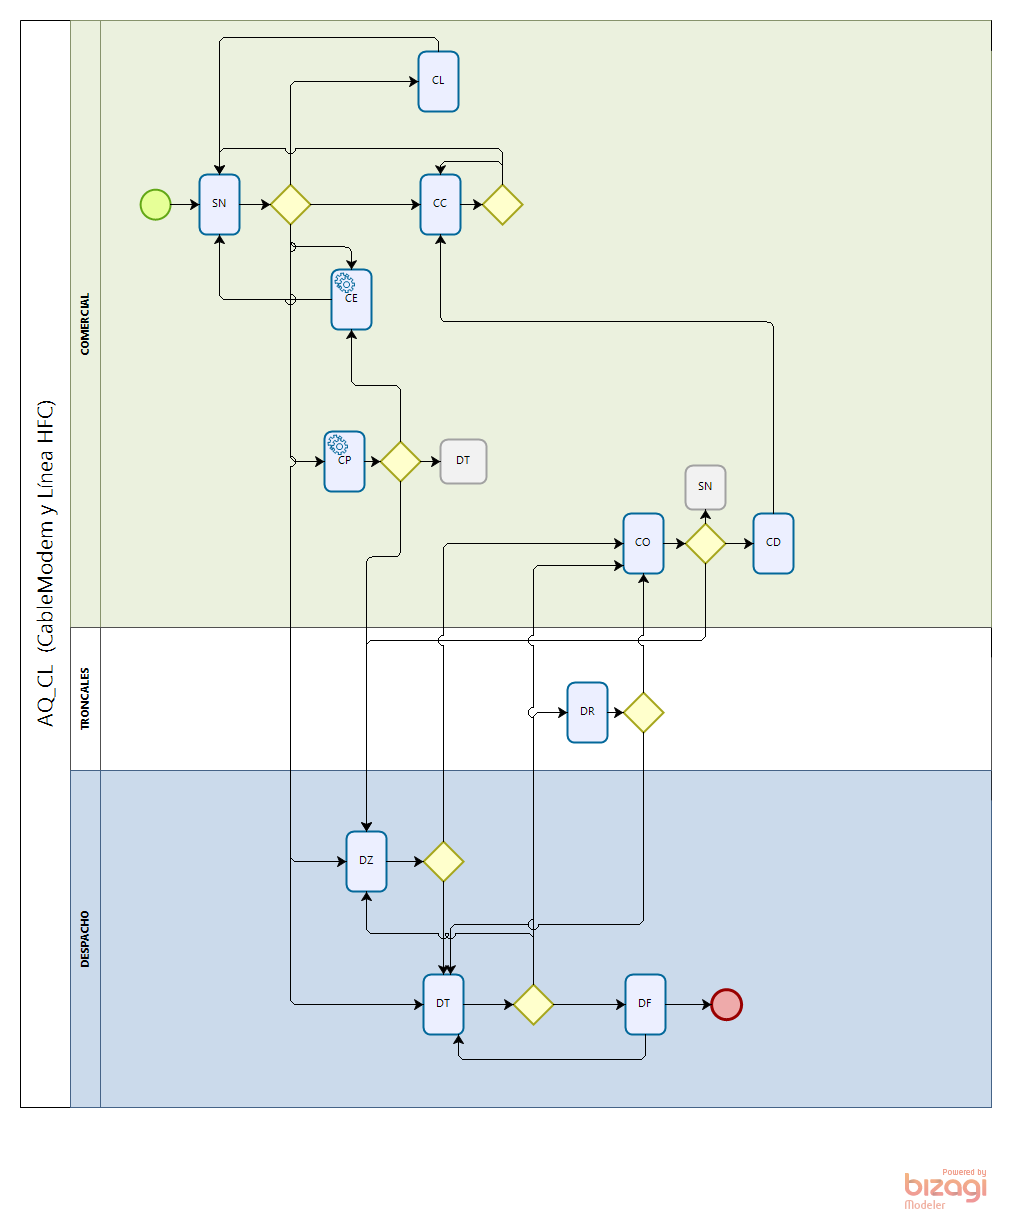 AQ_CL (CableModem y Línea HFC)
COMERCIAL
CL
SN
CC
CE
CP
DT
SN
CO
CD
TRONCALES
DR
DESPACHO
DZ
DT
DF
Powered by
bizagi
Modeler